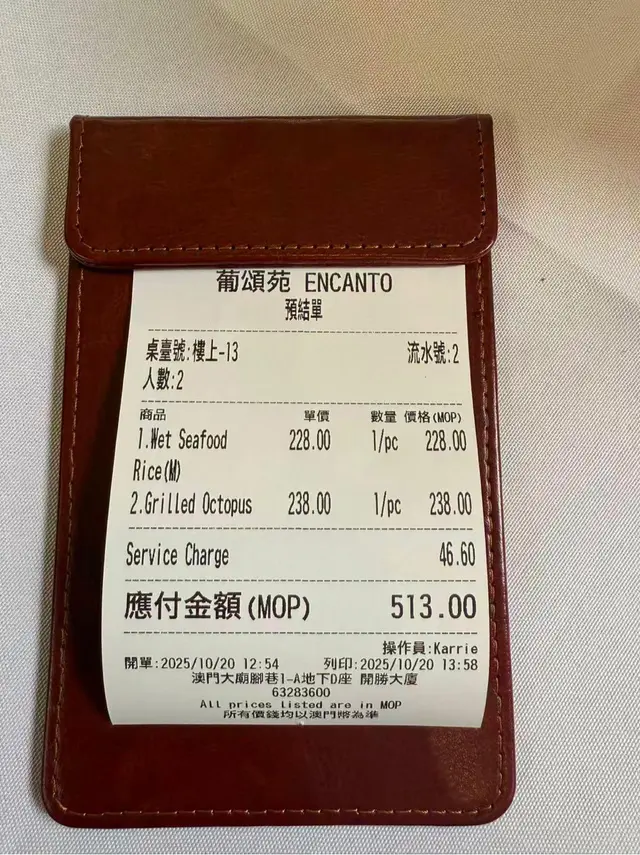 葡頌苑 ENCANTO
預結單
桌臺號:樓上-13 流水號:2
人數:2
商品 單價 數量 價格(MOP)
1.Wet Seafood 228.00 1/pc 228.00
Rice(M)
2.Grilled Octopus 238.00 1/pc 238.00
Service Charge 46.60
應付金額(MOP) 513.00
操作員:Karrie
開單:2025/10/20 12:54 列印:2025/10/20 13:58
澳門大廟腳巷1-A地下D座 開勝大廈
63283600
All prices listed are in MOP
所有價錢均以澳門幣為準